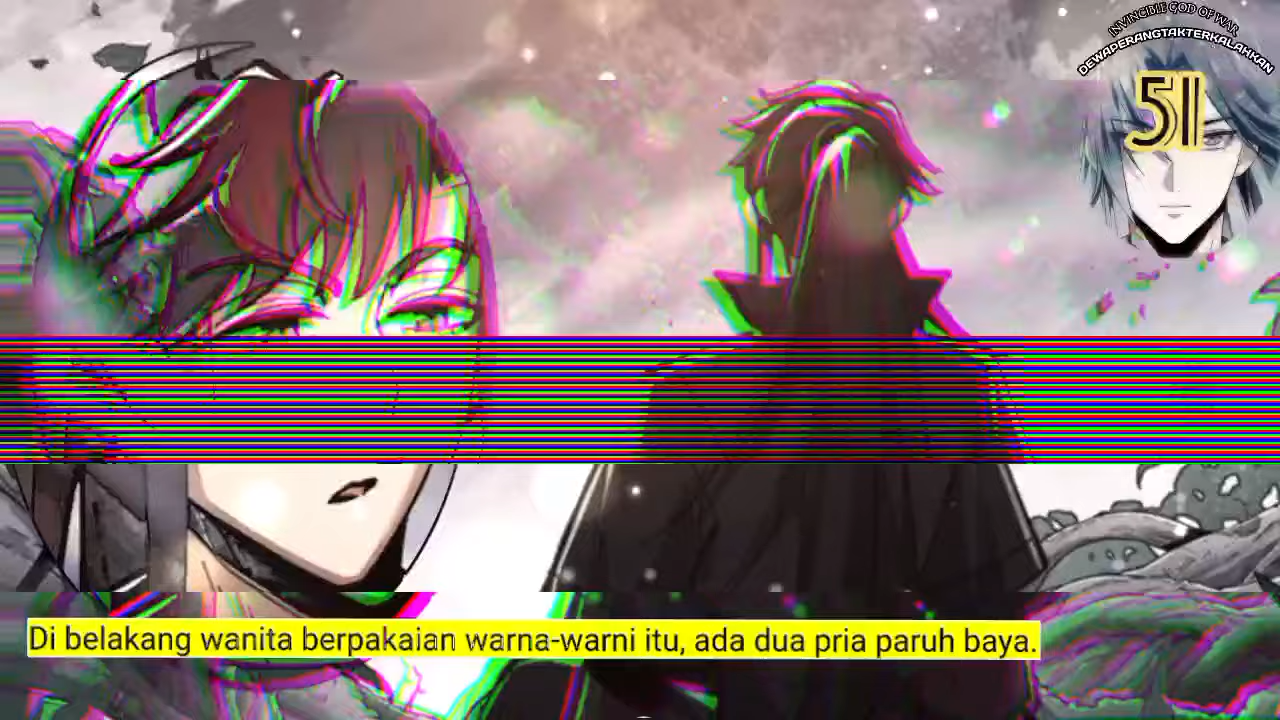 INVINCIBLE GOD OF WAR
DEWAPERANGTAKTERKALAHKAN
51
Di belakang wanita berpakaian warna-warni itu, ada dua pria paruh baya.